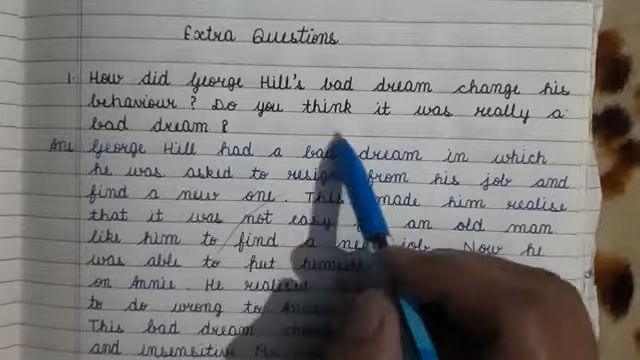 Extra Questions
1. How did George Hill's bad dream change his
behaviour? Do you think it was really a
bad dream?
Ans George Hill had a bad dream in which
he was asked to resign from his job and
find a new one. This made him realise
that it was not easy an old man
like him to find a new job. Now he
was able to put himself
on Annie. He realised
to do wrong to
This bad dream
and insensitive